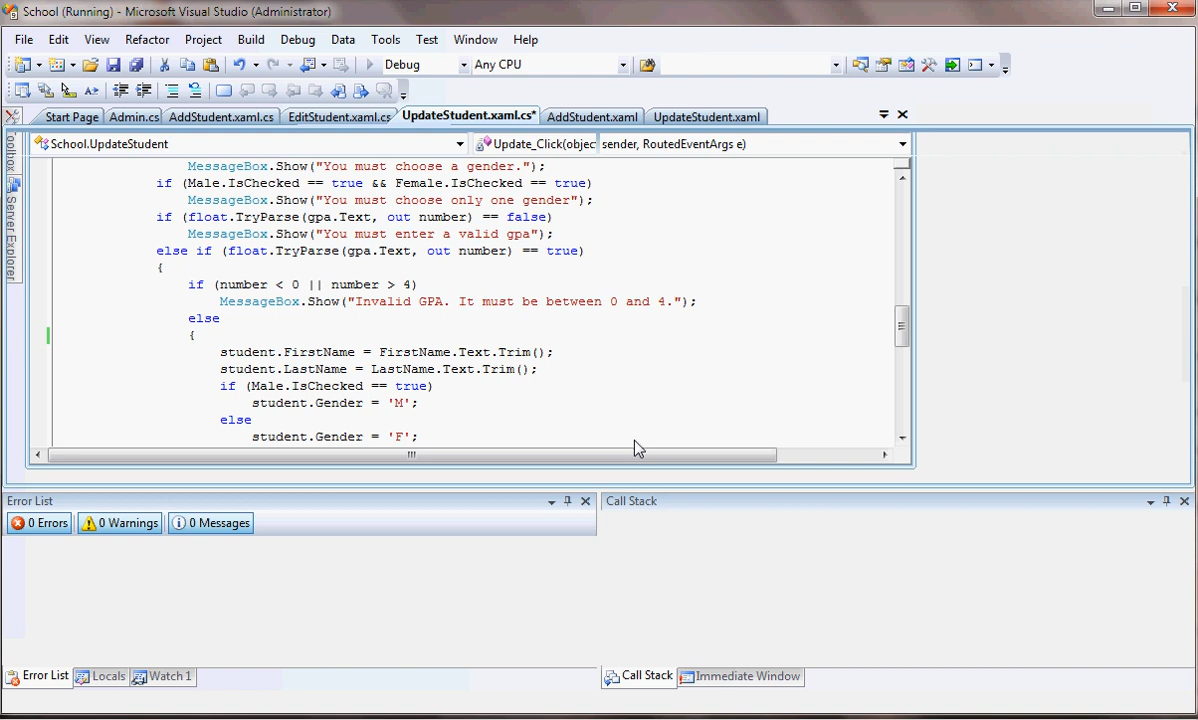 School (Running) - Microsoft Visual Studio (Administrator)
File Edit View Refactor Project Build Debug Data Tools Test Window Help
Debug Any CPU
Start Page Admin.cs AddStudent.xaml.cs EditStudent.xaml.cs UpdateStudent.xaml.cs* AddStudent.xaml UpdateStudent.xaml
Toolbox
Server Explorer
School.UpdateStudent Update_Click(objec sender, RoutedEventArgs e)
MessageBox.Show("You must choose a gender.");
if (Male.IsChecked == true && Female.IsChecked == true)
MessageBox.Show("You must choose only one gender");
if (float.TryParse(gpa.Text, out number) == false)
MessageBox.Show("You must enter a valid gpa");
else if (float.TryParse(gpa.Text, out number) == true)
{
if (number < 0 || number > 4)
MessageBox.Show("Invalid GPA. It must be between 0 and 4.");
else
{
student.FirstName = FirstName.Text.Trim();
student.LastName = LastName.Text.Trim();
if (Male.IsChecked == true)
student.Gender = 'M';
else
student.Gender = 'F';
Error List
0 Errors 0 Warnings 0 Messages
Call Stack
Error List Locals Watch 1
Call Stack Immediate Window